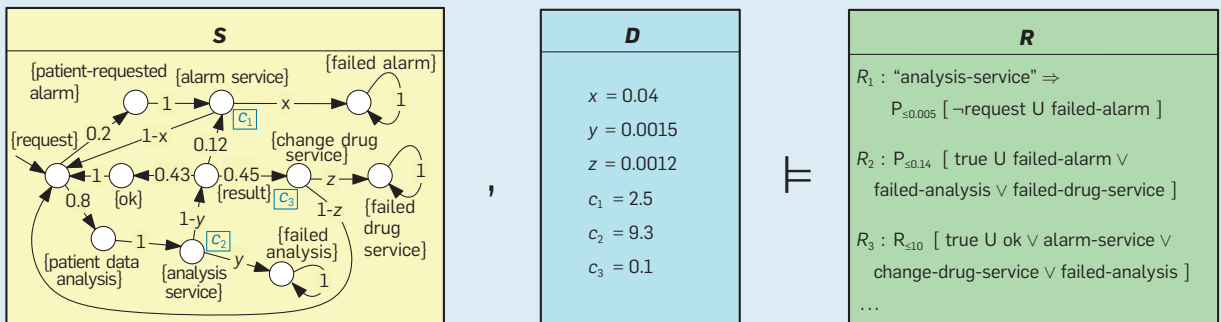 S
{patient-requested
alarm}
{alarm service}
{failed alarm}
1
x
1
c₁
0.2
1-x
{request}
0.12
{change drug
service}
1
0.43
0.45
z
1
{ok}
{result}
c₃
0.8
1-y
1-z
{failed
drug
service}
1
c₂
{failed
analysis}
y
1
{patient data
analysis}
{analysis
service}
,
D
x = 0.04
y = 0.0015
z = 0.0012
c₁ = 2.5
c₂ = 9.3
c₃ = 0.1
⊨
R
R₁ : “analysis-service” ⇒
P≤0.005 [ ¬request U failed-alarm ]
R₂ : P≤0.14 [ true U failed-alarm ∨
failed-analysis ∨ failed-drug-service ]
R₃ : R≤10 [ true U ok ∨ alarm-service ∨
change-drug-service ∨ failed-analysis ]
...